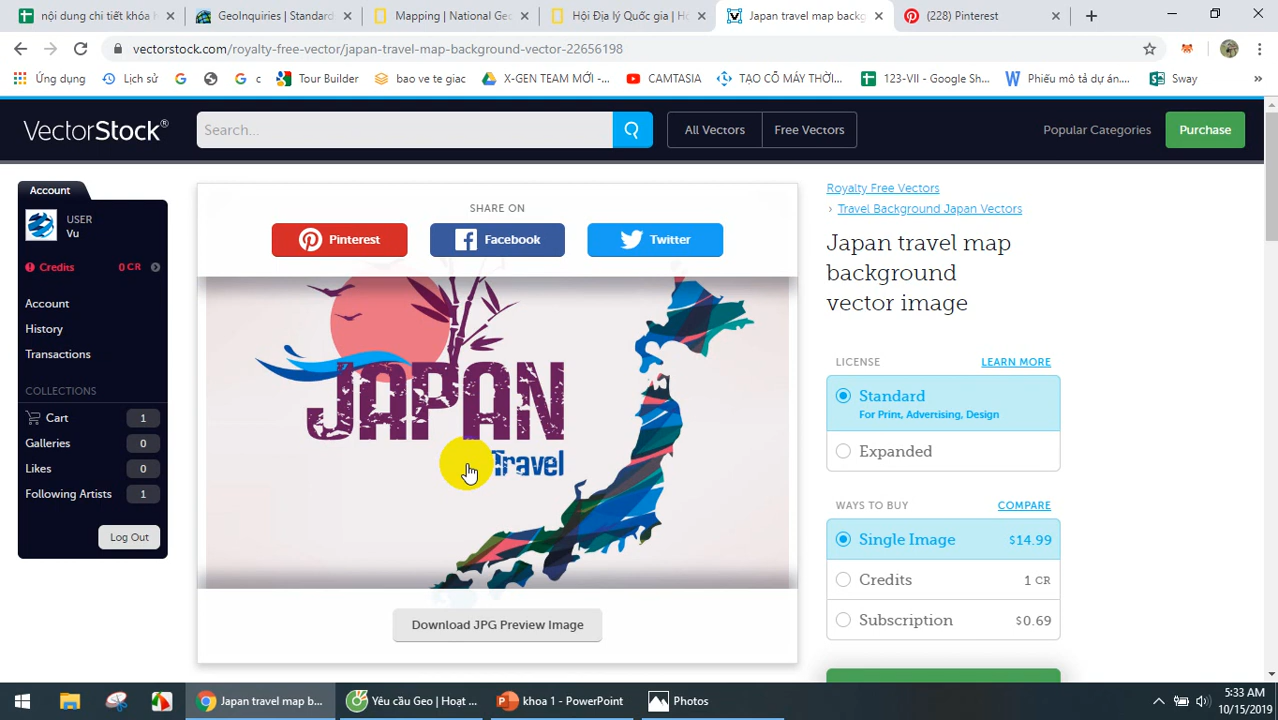 nội dung chi tiết khóa h
GeoInquiries | Standard
Mapping | National Geo
Hội Địa lý Quốc gia | Ho
Japan travel map backg
(228) Pinterest
vectorstock.com/royalty-free-vector/japan-travel-map-background-vector-22656198
Ứng dụng
Lịch sử
c
Tour Builder
bao ve te giac
X-GEN TEAM MỚI -...
CAMTASIA
TẠO CỖ MÁY THỜI...
123-VII - Google Sh...
Phiếu mô tả dự án....
Sway
»
VectorStock®
Search...
All Vectors
Free Vectors
Popular Categories
Purchase
Account
USER
Vu
Credits 0 CR
Account
History
Transactions
COLLECTIONS
Cart 1
Galleries 0
Likes 0
Following Artists 1
Log Out
SHARE ON
Pinterest
Facebook
Twitter
JAPAN
Travel
Download JPG Preview Image
Royalty Free Vectors
› Travel Background Japan Vectors
Japan travel map
background
vector image
LICENSE LEARN MORE
Standard
For Print, Advertising, Design
Expanded
WAYS TO BUY COMPARE
Single Image $14.99
Credits 1 CR
Subscription $0.69
Japan travel map b...
Yêu cầu Geo | Hoạt ...
khoa 1 - PowerPoint
Photos
5:33 AM
10/15/2019